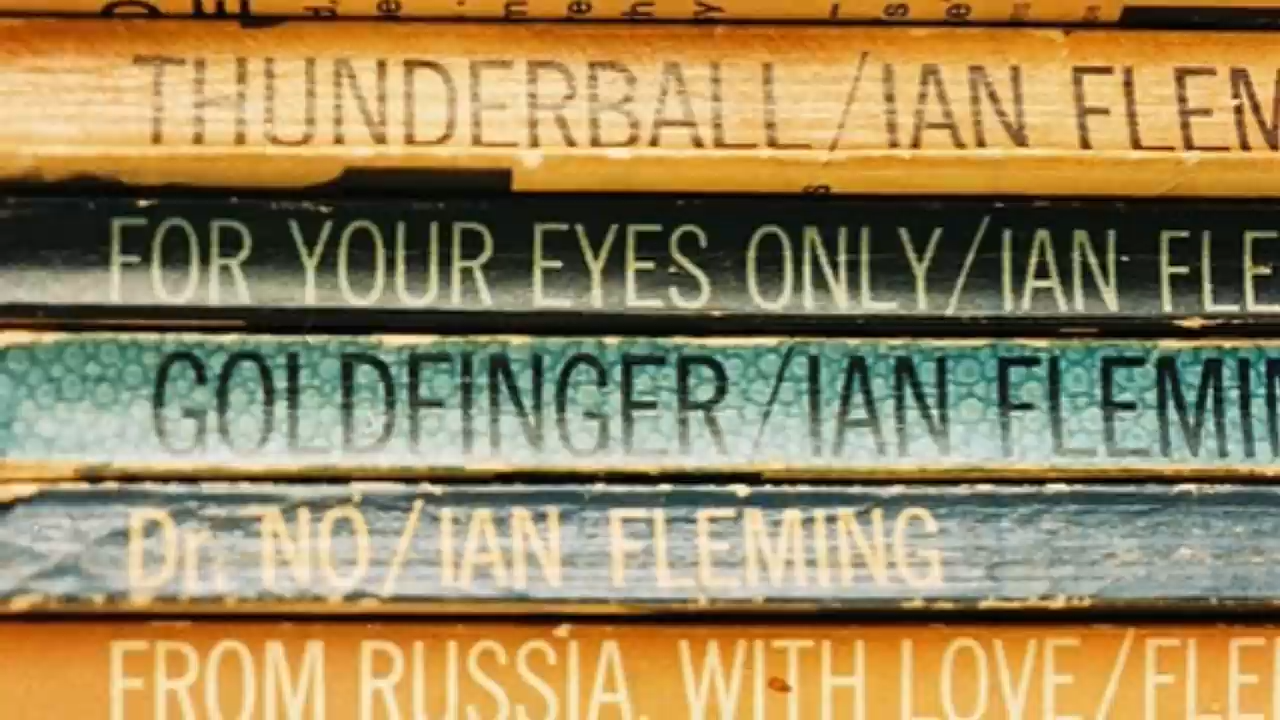 THUNDERBALL/IAN FLEM
FOR YOUR EYES ONLY/IAN FLE
GOLDFINGER/IAN FLEMIN
Dr. NO/IAN FLEMING
FROM RUSSIA, WITH LOVE/FLE